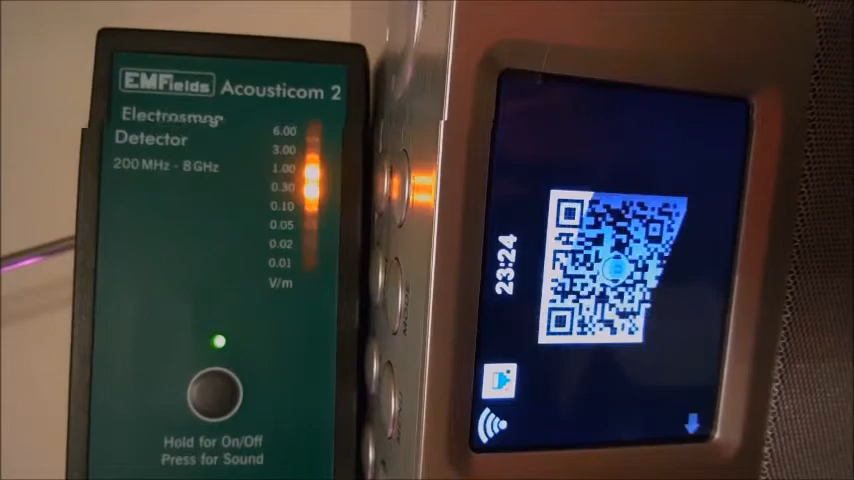 EMFields Acousticom 2
Electrosmog
Detector
200 MHz - 8 GHz
6.00
3.00
1.00
0.30
0.10
0.05
0.02
0.01
V/m
Hold for On/Off
Press for Sound
MODE
23:24